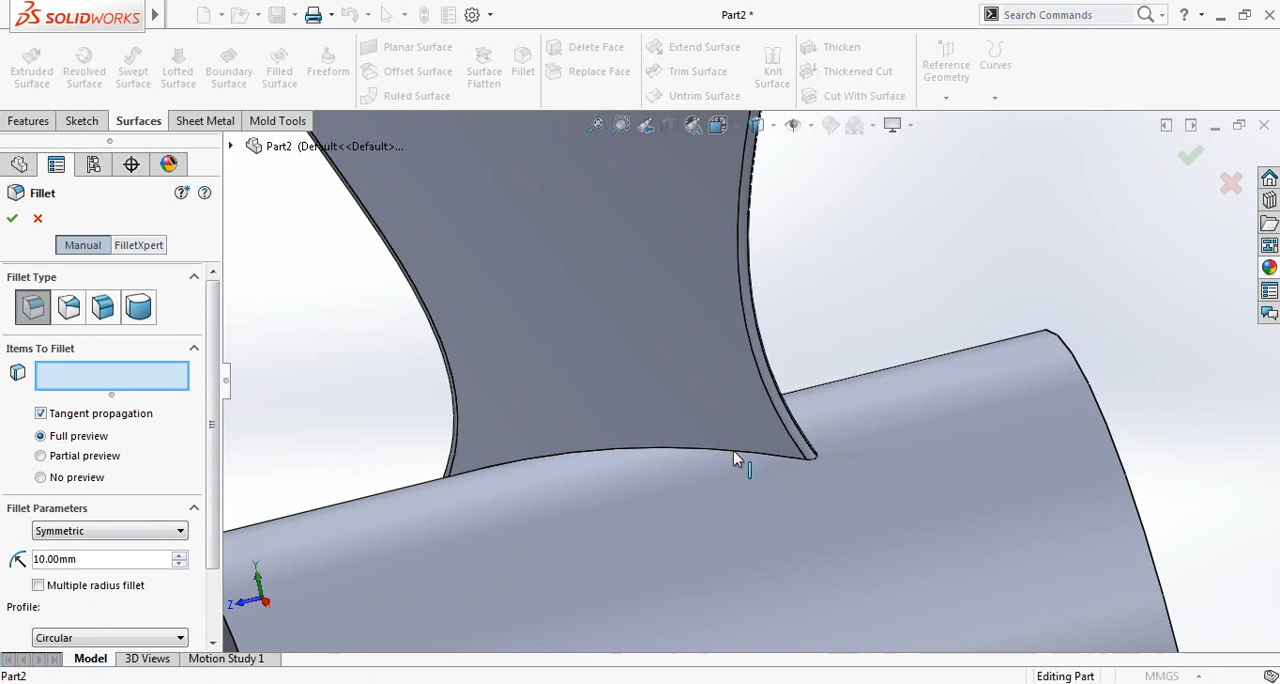 SOLIDWORKS
Part2 *
Search Commands
?
Extruded Surface
Revolved Surface
Swept Surface
Lofted Surface
Boundary Surface
Filled Surface
Freeform
Planar Surface
Offset Surface
Ruled Surface
Surface Flatten
Fillet
Delete Face
Replace Face
Extend Surface
Trim Surface
Untrim Surface
Knit Surface
Thicken
Thickened Cut
Cut With Surface
Reference Geometry
Curves
Features
Sketch
Surfaces
Sheet Metal
Mold Tools
Part2 (Default<<Default>...
Fillet
Manual
FilletXpert
Fillet Type
Items To Fillet
Tangent propagation
Full preview
Partial preview
No preview
Fillet Parameters
Symmetric
10.00mm
Multiple radius fillet
Profile:
Circular
Y
Z
Model
3D Views
Motion Study 1
Part2
Editing Part
MMGS